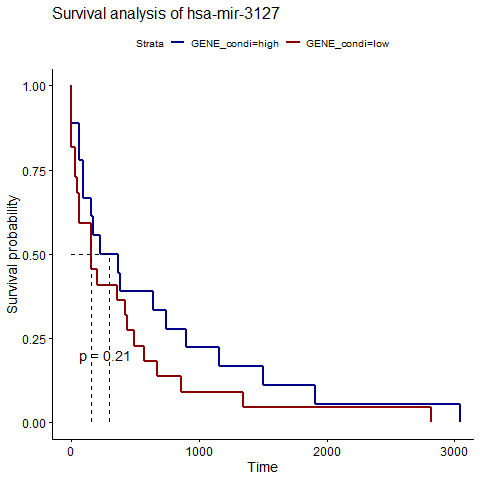 Survival analysis of hsa-mir-3127
Strata GENE_condi=high GENE_condi=low
1.00
0.75
0.50
0.25
0.00
Survival probability
p = 0.21
0 1000 2000 3000
Time